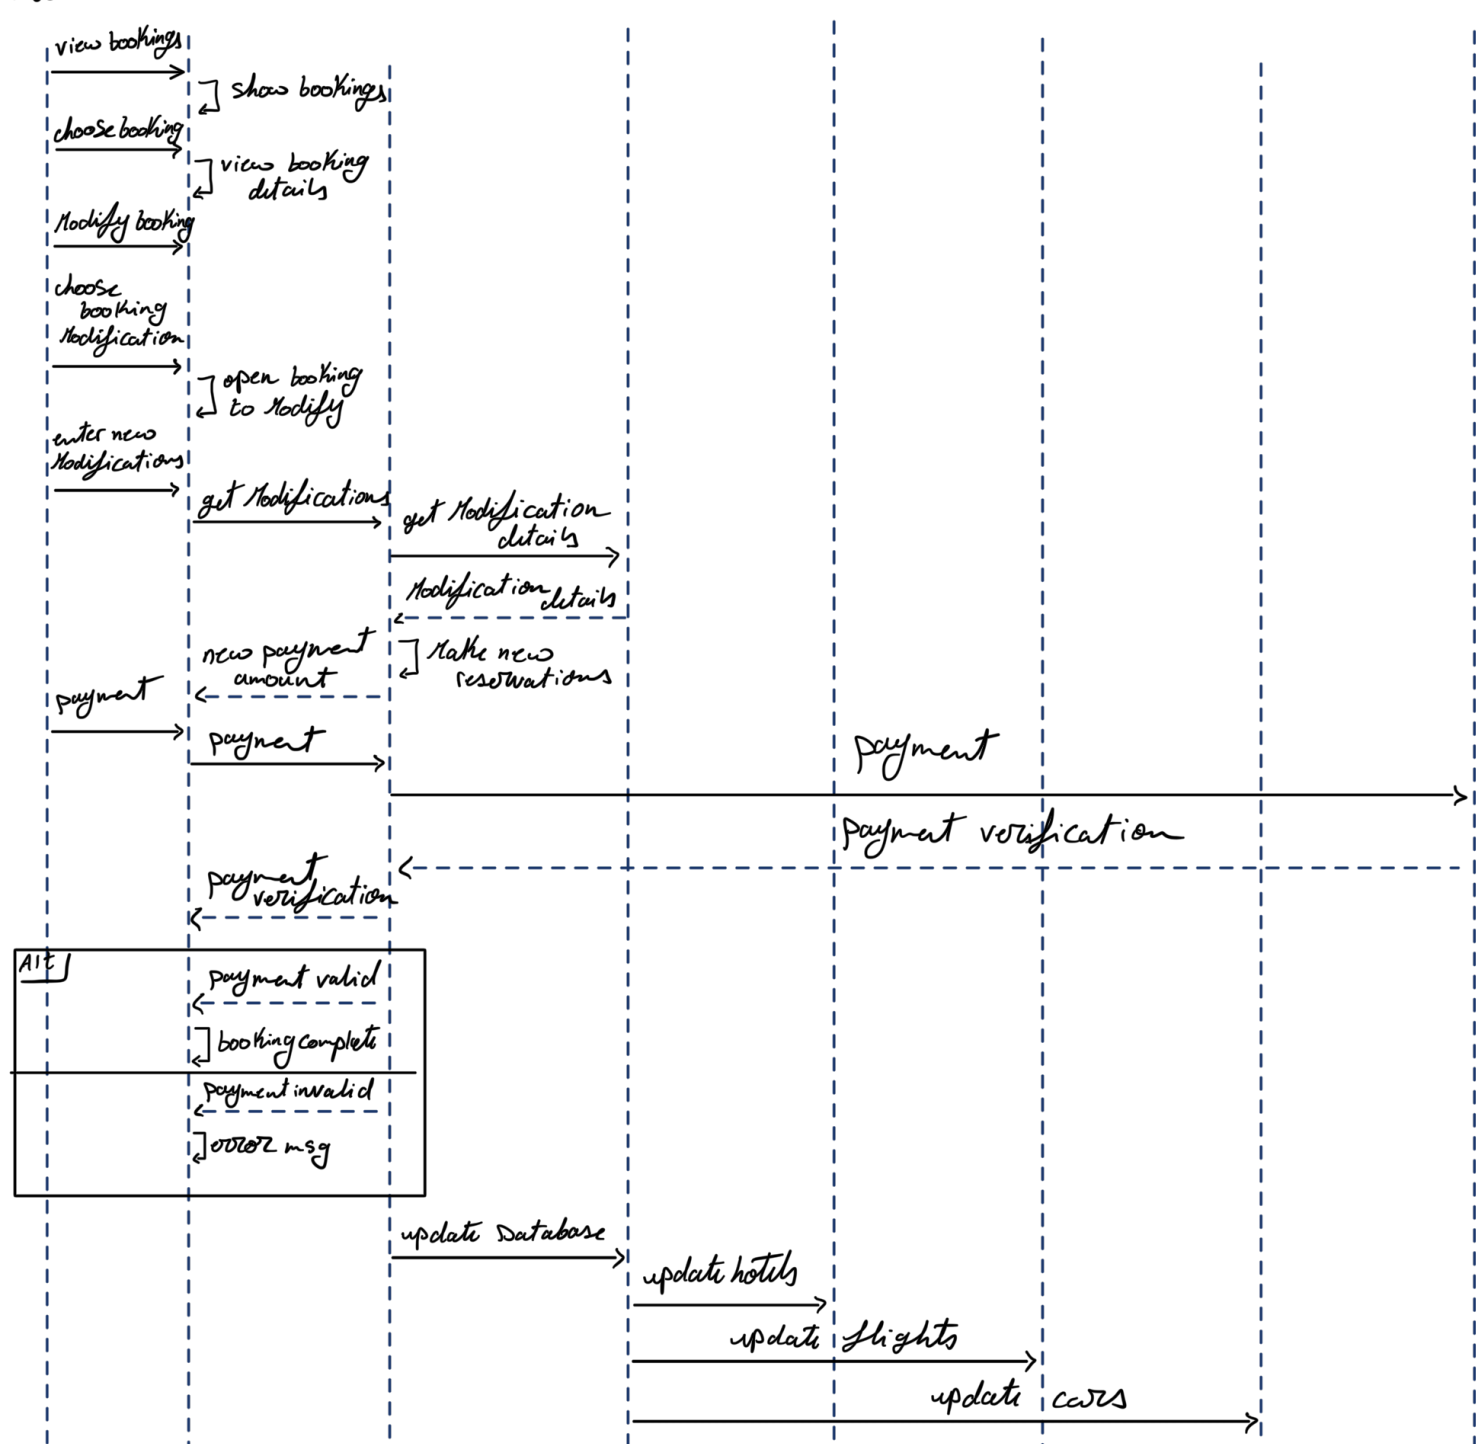 view bookings
show bookings
choose booking
view booking
details
Modify booking
choose
booking
Modification
open booking
to Modify
enter new
Modifications
get Modifications
get Modification
details
Modification details
Make new
reservations
new payment
amount
payment
payment
payment
payment verification
payment
verification
Alt
payment valid
booking complete
payment invalid
error msg
update Database
update hotels
update flights
update cars